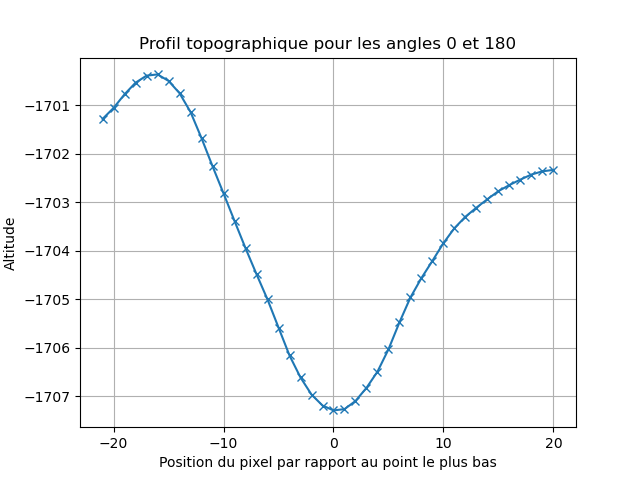 Profil topographique pour les angles 0 et 180
Altitude
−1701
−1702
−1703
−1704
−1705
−1706
−1707
−20 −10 0 10 20
Position du pixel par rapport au point le plus bas